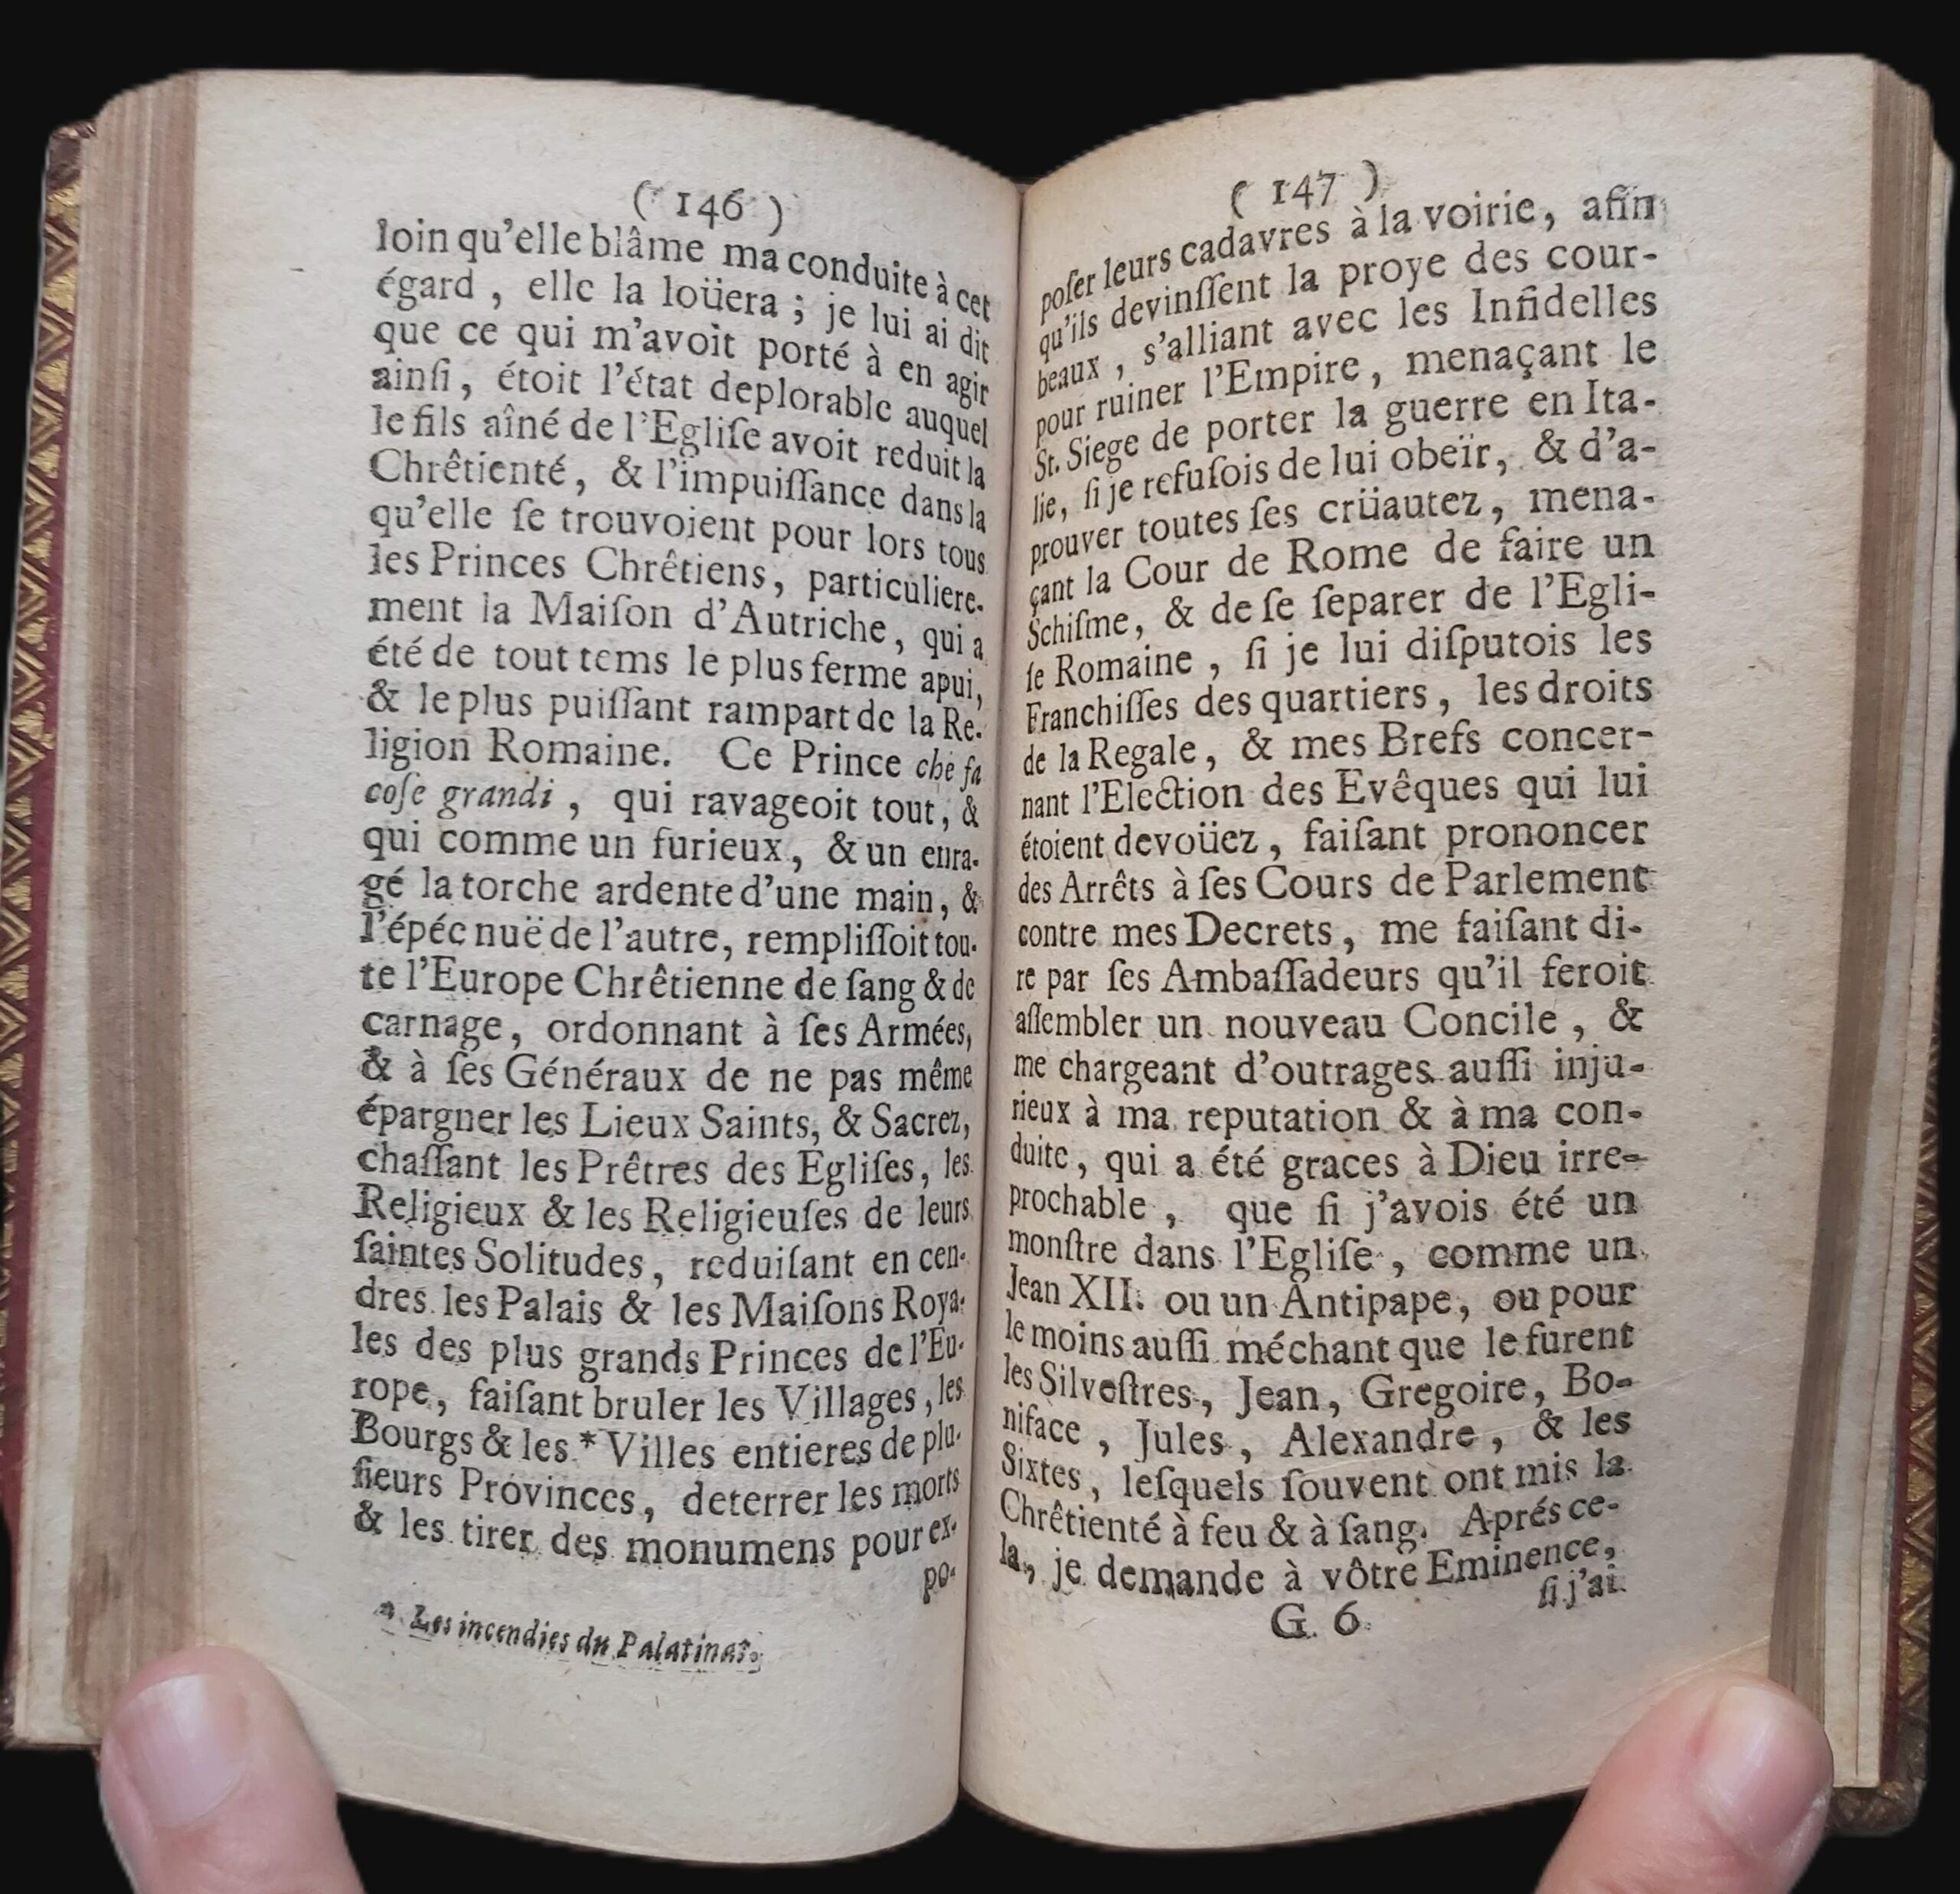 ( 146 )
loin qu'elle blâme ma conduite à cet
égard , elle la loüera ; je lui ai dit
que ce qui m'avoit porté à en agir
ainſi, étoit l'état deplorable auquel
le fils aîné de l'Egliſe avoit reduit la
Chrêtienté, & l'impuiſſance dans la
qu'elle ſe trouvoient pour lors tous
les Princes Chrêtiens, particuliere-
ment la Maiſon d'Autriche, qui a
été de tout tems le plus ferme apui,
& le plus puiſſant rampart de la Re-
ligion Romaine. Ce Prince che fa
coſe grandi , qui ravageoit tout, &
qui comme un furieux, & un enra-
gé la torche ardente d'une main, &
l'épée nuë de l'autre, rempliſſoit tou-
te l'Europe Chrêtienne de ſang & de
carnage, ordonnant à ſes Armées,
& à ſes Généraux de ne pas même
épargner les Lieux Saints, & Sacrez,
chaſſant les Prêtres des Egliſes, les
Religieux & les Religieuſes de leurs
ſaintes Solitudes, reduiſant en cen-
dres les Palais & les Maiſons Roya-
les des plus grands Princes de l'Eu-
rope, faiſant bruler les Villages, les
Bourgs & les * Villes entieres de plu-
ſieurs Provinces, deterrer les morts
& les tirer des monumens pour ex-
po-
* Les incendies du Palatinat.
( 147 )
poſer leurs cadavres à la voirie, afin
qu'ils devinſſent la proye des cour-
beaux , s'alliant avec les Infidelles
pour ruiner l'Empire, menaçant le
St. Siege de porter la guerre en Ita-
lie, ſi je refuſois de lui obeïr, & d'a-
prouver toutes ſes crüautez, mena-
çant la Cour de Rome de faire un
Schiſme, & de ſe ſeparer de l'Egli-
ſe Romaine , ſi je lui diſputois les
Franchiſſes des quartiers, les droits
de la Regale, & mes Brefs concer-
nant l'Election des Evêques qui lui
étoient devoüez, faiſant prononcer
des Arrêts à ſes Cours de Parlement
contre mes Decrets, me faiſant di-
re par ſes Ambaſſadeurs qu'il feroit
aſſembler un nouveau Concile , &
me chargeant d'outrages auſſi inju-
rieux à ma reputation & à ma con-
duite, qui a été graces à Dieu irre-
prochable , que ſi j'avois été un
monſtre dans l'Egliſe, comme un
Jean XII. ou un Antipape, ou pour
le moins auſſi méchant que le furent
les Silveſtres, Jean, Gregoire, Bo-
niface , Jules, Alexandre, & les
Sixtes , leſquels ſouvent ont mis la
Chrêtienté à feu & à ſang. Aprés ce-
la, je demande à vôtre Eminence,
ſi j'ai
G 6